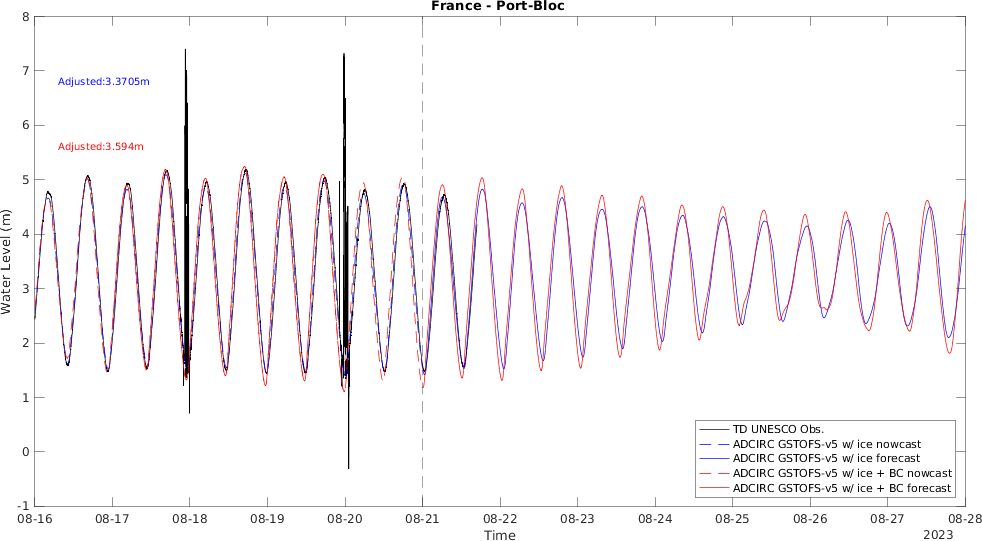 France - Port-Bloc
8
7
6
5
4
3
2
1
0
-1
Water Level (m)
Adjusted:3.3705m
Adjusted:3.594m
TD UNESCO Obs.
ADCIRC GSTOFS-v5 w/ ice nowcast
ADCIRC GSTOFS-v5 w/ ice forecast
ADCIRC GSTOFS-v5 w/ ice + BC nowcast
ADCIRC GSTOFS-v5 w/ ice + BC forecast
08-16 08-17 08-18 08-19 08-20 08-21 08-22 08-23 08-24 08-25 08-26 08-27 08-28
Time
2023